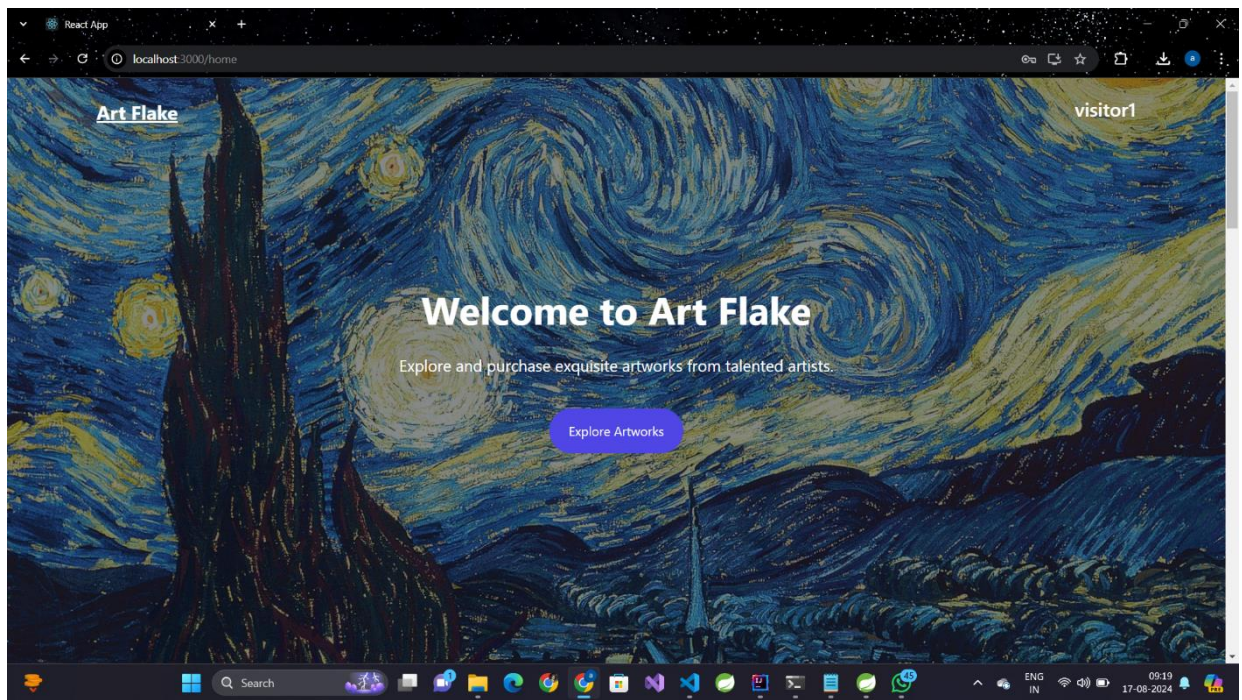 React App
localhost:3000/home
a
Art Flake
visitor1
Welcome to Art Flake
Explore and purchase exquisite artworks from talented artists.
Explore Artworks
Search
45
ENG
IN
09:19
17-08-2024